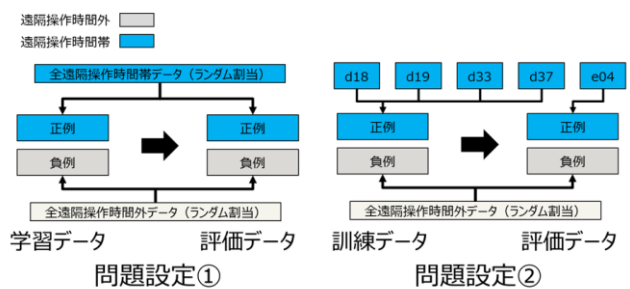 遠隔操作時間外
遠隔操作時間帯
全遠隔操作時間帯データ（ランダム割当）
正例
正例
負例
負例
全遠隔操作時間外データ（ランダム割当）
学習データ
評価データ
問題設定①
d18
d19
d33
d37
e04
正例
正例
負例
負例
全遠隔操作時間外データ（ランダム割当）
訓練データ
評価データ
問題設定②